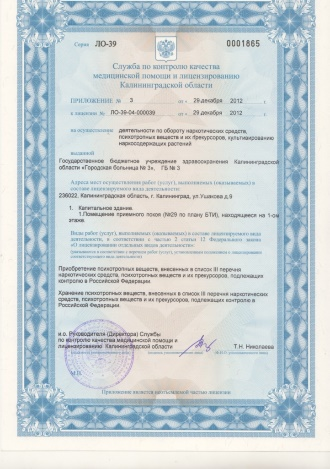 Серия ЛО-39 0001865
Служба по контролю качества
медицинской помощи и лицензированию
Калининградской области
ПРИЛОЖЕНИЕ № 3 от « 29 декабря 2012 г
к лицензии № ЛО-39-04-000039 от « 29 декабря 2012 г
на осуществление деятельности по обороту наркотических средств,
психотропных веществ и их прекурсоров, культивированию
наркосодержащих растений
выданной
Государственное бюджетное учреждение здравоохранения Калининградской
области «Городская больница № 3», ГБ № 3
Адреса мест осуществления работ (услуг), выполняемых (оказываемых) в
составе лицензируемого вида деятельности
236022, Калининградская область, г. Калининград, ул.Ушакова д.9
1. Капитальное здание.
1.Помещение приемного покоя (№29 по плану БТИ), находящееся на 1-ом
этаже.
Виды работ (услуг), выполняемых (оказываемых) в составе лицензируемого вида
деятельности, в соответствии с частью 2 статьи 12 Федерального закона
«О лицензировании отдельных видов деятельности»
Приобретение психотропных веществ, внесенных в список III перечня
наркотических средств, психотропных веществ и их прекурсоров, подлежащих
контролю в Российской Федерации.
Хранение психотропных веществ, внесенных в список III перечня наркотических
средств, психотропных веществ и их прекурсоров, подлежащих контролю в
Российской Федерации.
и.о. Руководителя (Директора) Службы
по контролю качества медицинской помощи и
лицензированию Калининградской области Т.Н. Николаева
М.П.
Приложение является неотъемлемой частью лицензии